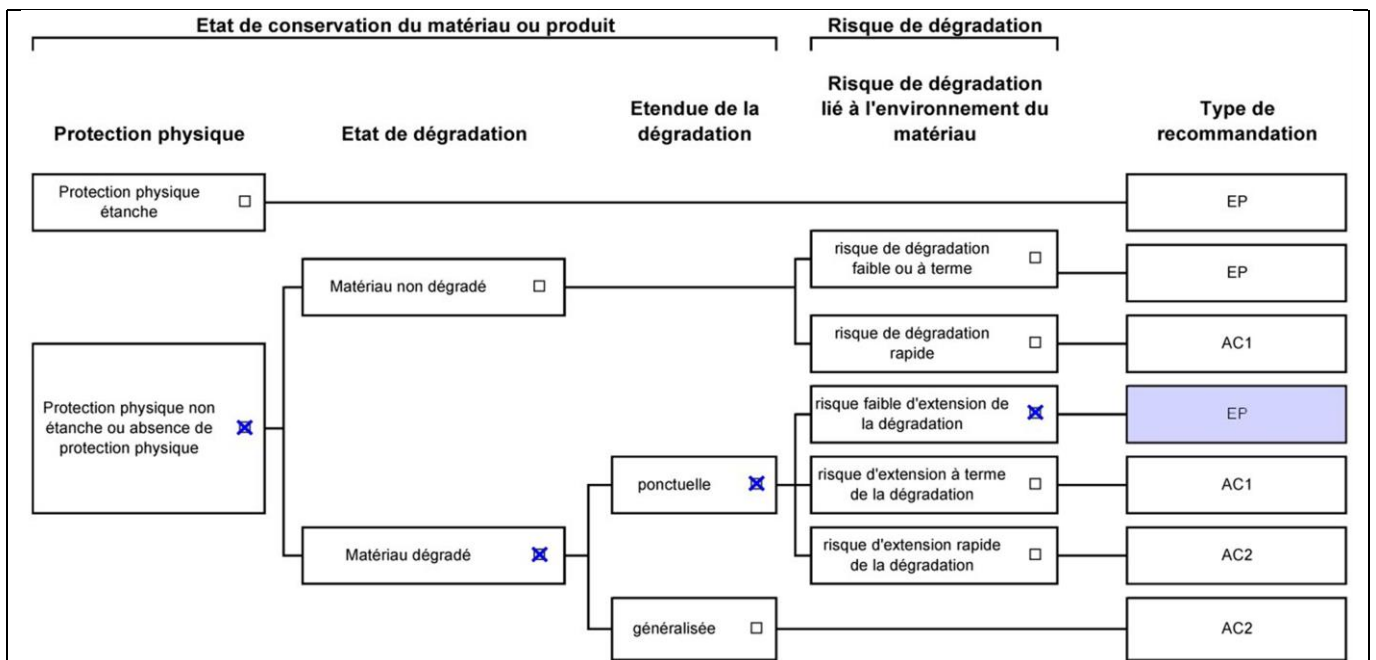 Etat de conservation du matériau ou produit
Risque de dégradation
Protection physique
Etat de dégradation
Etendue de la
dégradation
Risque de dégradation
lié à l'environnement du
matériau
Type de
recommandation
Protection physique
étanche
EP
risque de dégradation
faible ou à terme
EP
Matériau non dégradé
risque de dégradation
rapide
AC1
Protection physique non
étanche ou absence de
protection physique
risque faible d'extension de
la dégradation
EP
ponctuelle
risque d'extension à terme
de la dégradation
AC1
Matériau dégradé
risque d'extension rapide
de la dégradation
AC2
généralisée
AC2